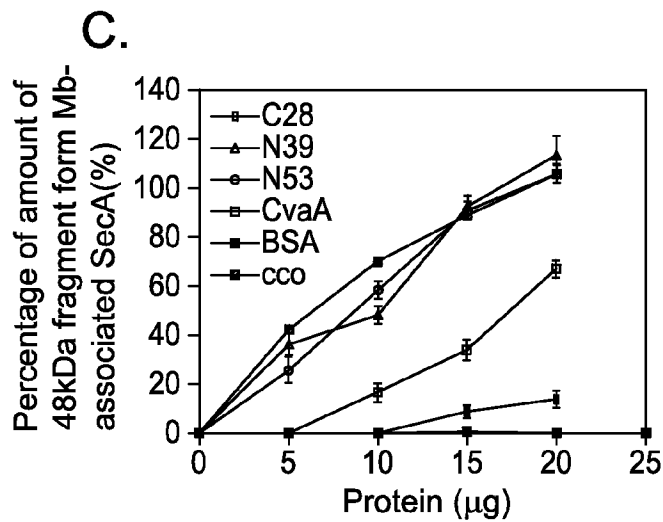 C.
Percentage of amount of
48kDa fragment form Mb-
associated SecA(%)
140
120
100
80
60
40
20
0
C28
N39
N53
CvaA
BSA
cco
0 5 10 15 20 25
Protein (µg)